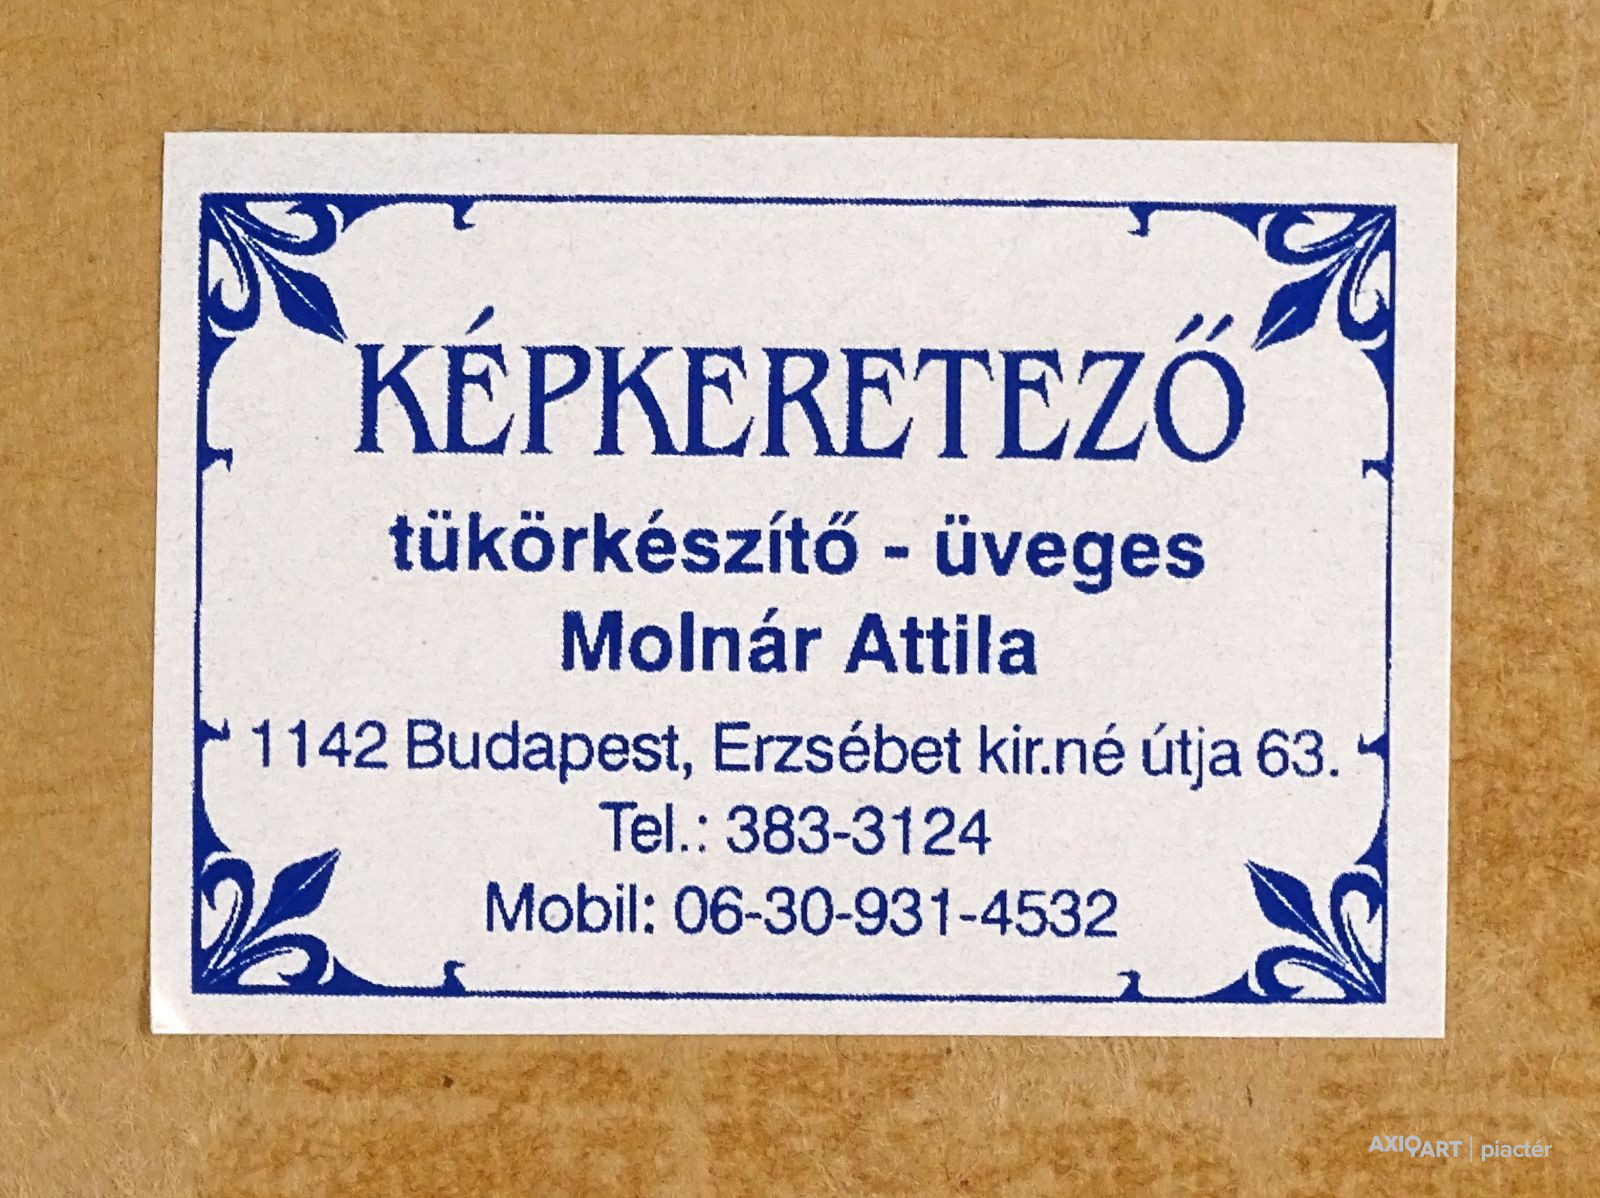 KÉPKERETEZŐ
tükörkészítő - üveges
Molnár Attila
1142 Budapest, Erzsébet kir.né útja 63.
Tel.: 383-3124
Mobil: 06-30-931-4532
AXIOART | piactér